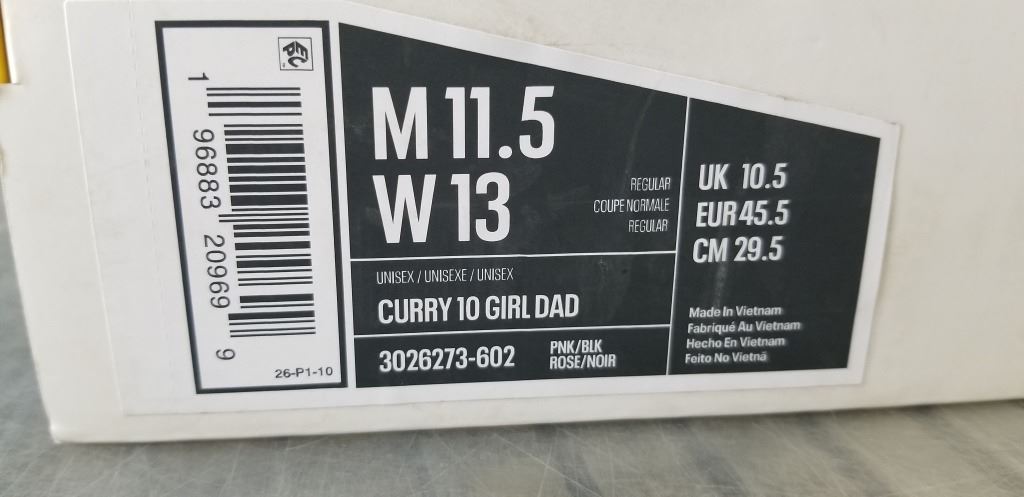 EPC
1 96883 20969 9
26-P1-10
M 11.5
W 13
REGULAR
COUPE NORMALE
REGULAR
UNISEX / UNISEXE / UNISEX
CURRY 10 GIRL DAD
3026273-602
PNK/BLK
ROSE/NOIR
UK 10.5
EUR 45.5
CM 29.5
Made In Vietnam
Fabriqué Au Vietnam
Hecho En Vietnam
Feito No Vietnã